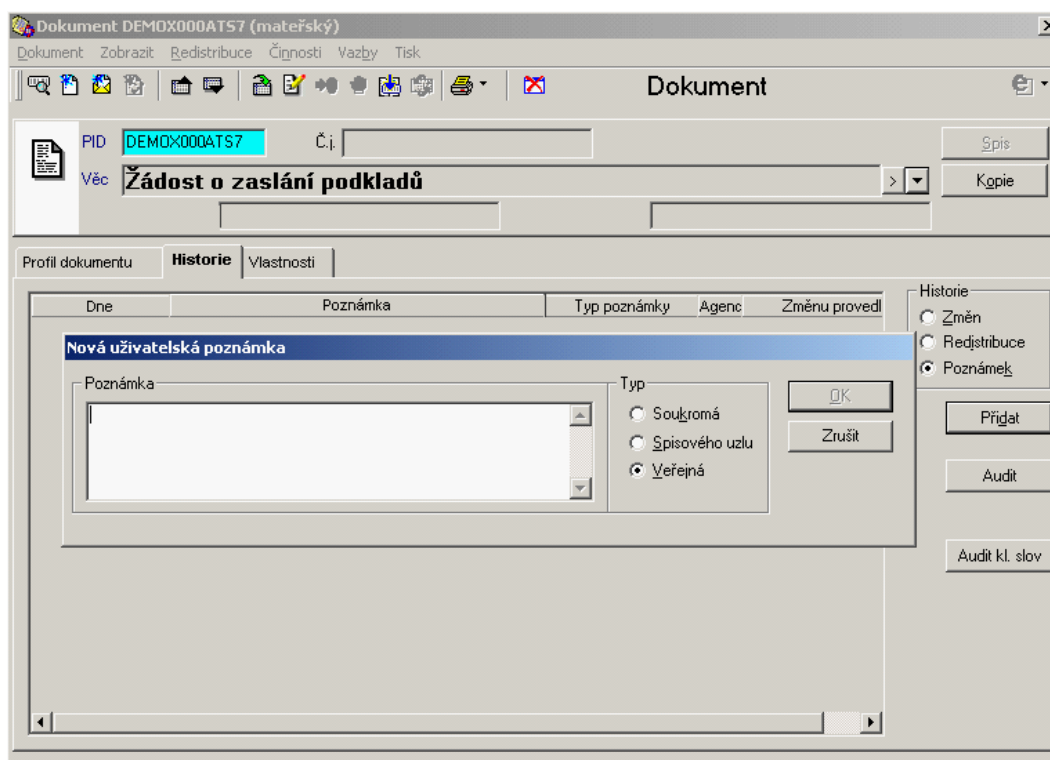 Dokument DEMOX000ATS7 (mateřský)
Dokument Zobrazit Redistribuce Činnosti Vazby Tisk
Dokument
PID DEMOX000ATS7 Č.j. Spis
Věc Žádost o zaslání podkladů > Kopie
Profil dokumentu Historie Vlastnosti
Dne Poznámka Typ poznámky Agenc Změnu provedl
Historie
Změn
Redistribuce
Poznámek
Nová uživatelská poznámka
Poznámka Typ
Soukromá
Spisového uzlu
Veřejná
OK
Zrušit
Přidat
Audit
Audit kl. slov